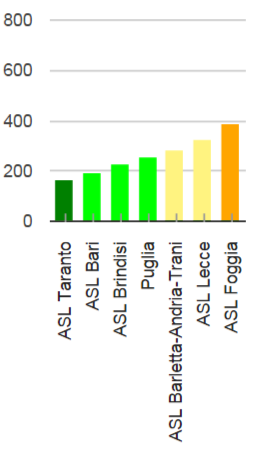 800
600
400
200
0
ASL Taranto
ASL Bari
ASL Brindisi
Puglia
ASL Barletta-Andria-Trani
ASL Lecce
ASL Foggia